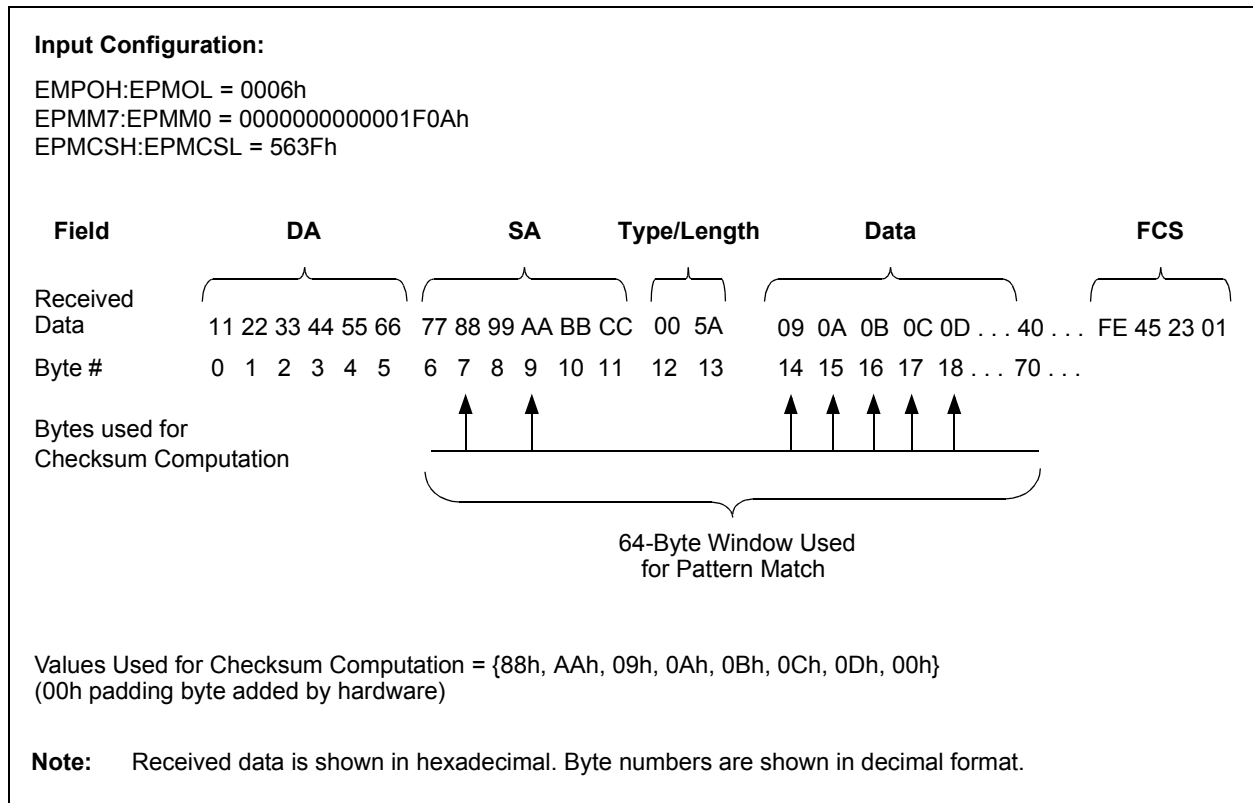 Input Configuration:
EMPOH:EPMOL = 0006h
EPMM7:EPMM0 = 0000000000001F0Ah
EPMCSH:EPMCSL = 563Fh
Field DA SA Type/Length Data FCS
Received
Data 11 22 33 44 55 66 77 88 99 AA BB CC 00 5A 09 0A 0B 0C 0D . . . 40 . . . FE 45 23 01
Byte # 0 1 2 3 4 5 6 7 8 9 10 11 12 13 14 15 16 17 18 . . . 70 . . .
Bytes used for
Checksum Computation
64-Byte Window Used
for Pattern Match
Values Used for Checksum Computation = {88h, AAh, 09h, 0Ah, 0Bh, 0Ch, 0Dh, 00h}
(00h padding byte added by hardware)
Note: Received data is shown in hexadecimal. Byte numbers are shown in decimal format.